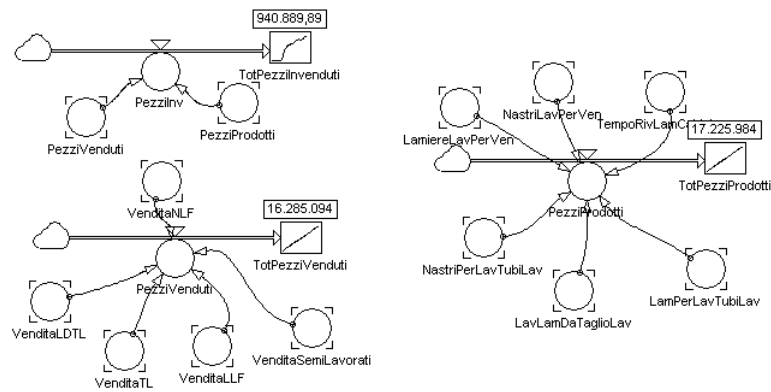 940.889,89
TotPezziInvenduti
PezziInv
PezziVenduti
PezziProdotti
VenditaNLF
16.285.094
TotPezziVenduti
PezziVenduti
VenditaLDTL
VenditaTL
VenditaLLF
VenditaSemiLavorati
NastriLavPerVen
LamiereLavPerVen
17.225.984
TotPezziProdotti
PezziProdotti
NastriPerLavTubiLav
LamPerLavTubiLav
LavLamDaTaglioLav